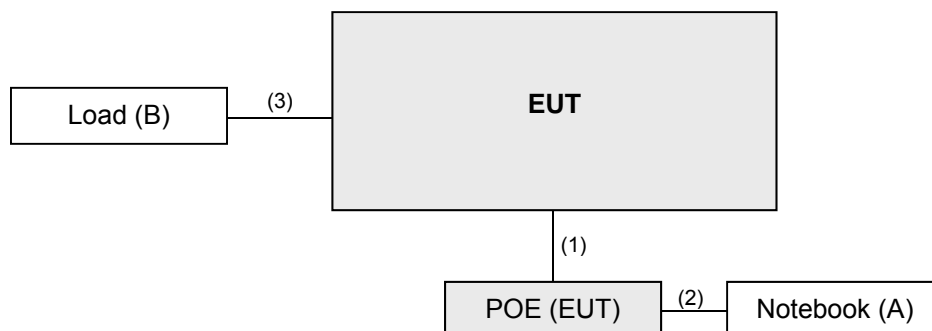 EUT
(3)
Load (B)
(1)
POE (EUT)
(2)
Notebook (A)